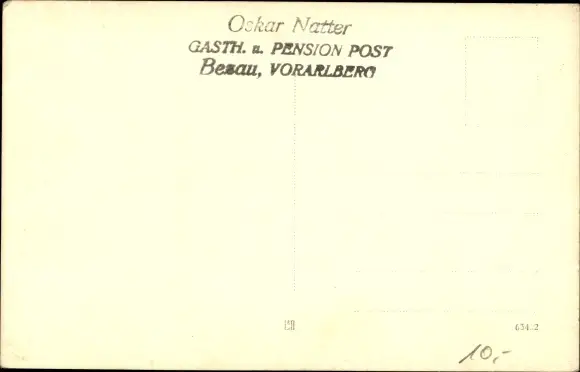 Oskar Natter
GASTH. u. PENSION POST
Bezau, VORARLBERG
634.2
10,-